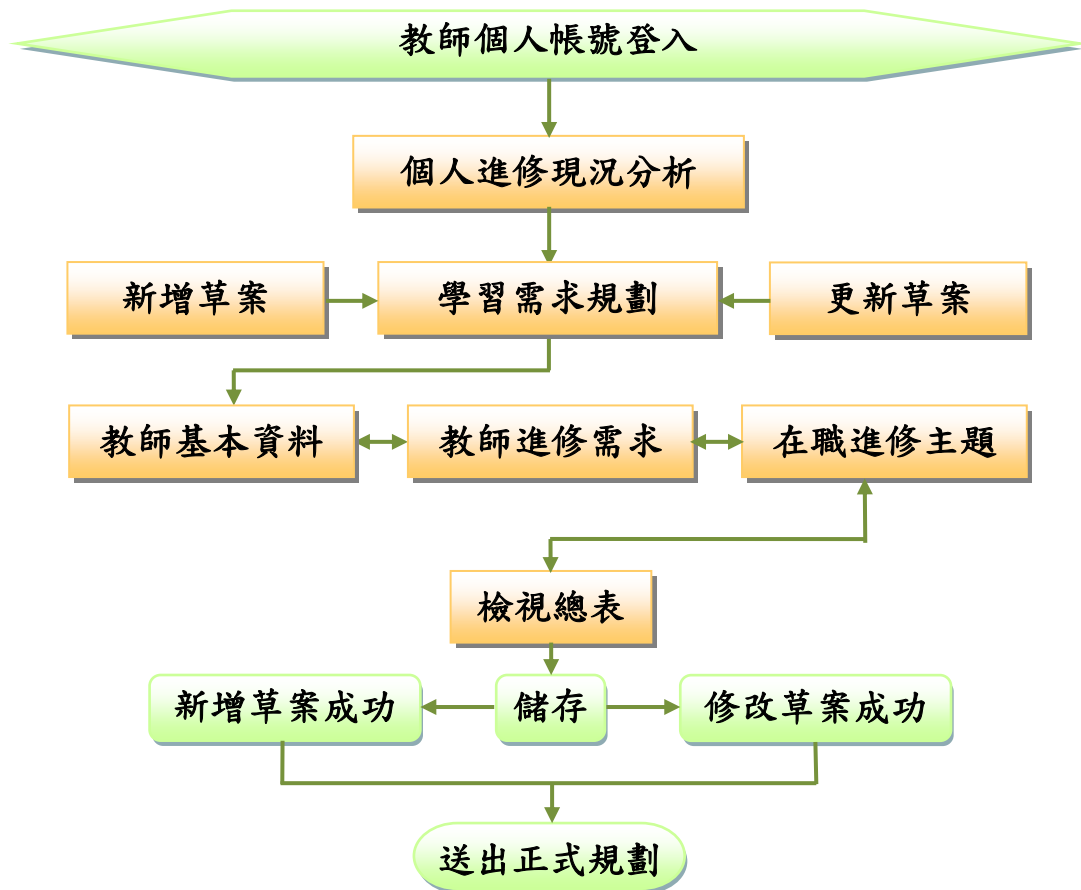 教師個人帳號登入
個人進修現況分析
新增草案
學習需求規劃
更新草案
教師基本資料
教師進修需求
在職進修主題
檢視總表
新增草案成功
儲存
修改草案成功
送出正式規劃